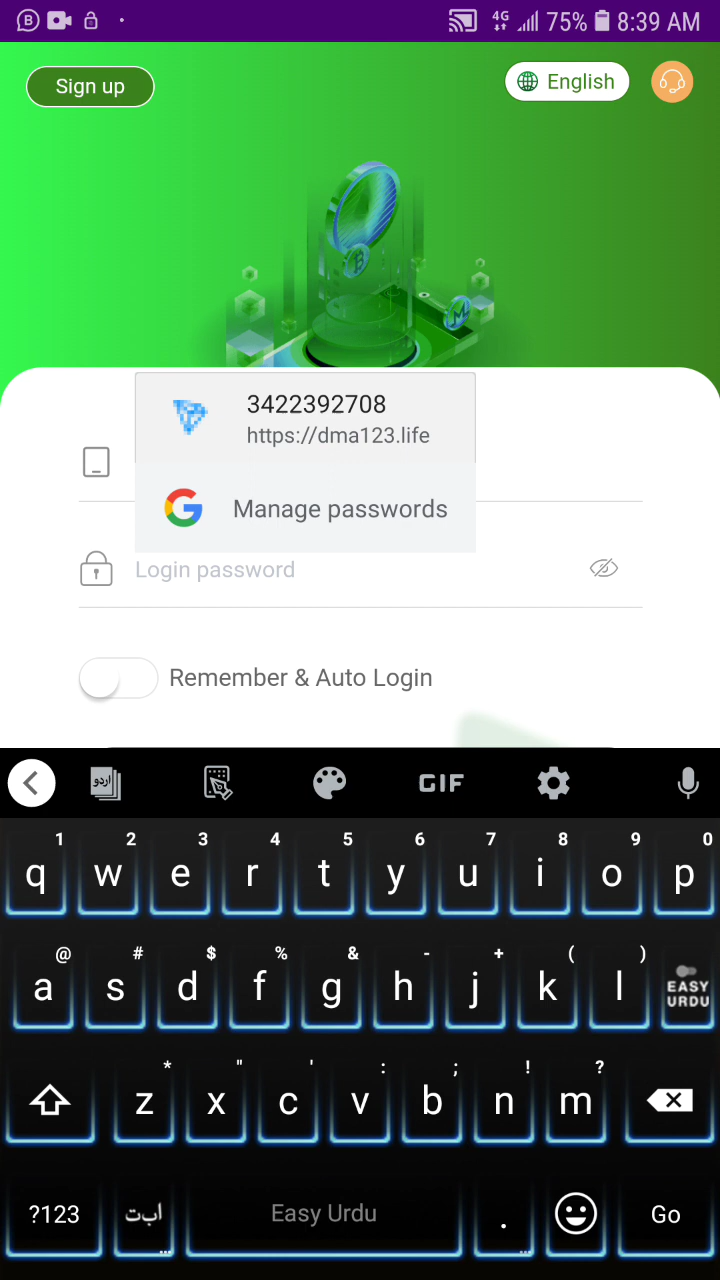 B
4G
75%
8:39 AM
Sign up
English
3422392708
https://dma123.life
Manage passwords
Login password
Remember & Auto Login
اردو
GIF
1 2 3 4 5 6 7 8 9 0
q w e r t y u i o p
@ # $ % & - + ( )
a s d f g h j k l
EASY
URDU
* " ' : ; ! ?
z x c v b n m
?123
ا ب ت
...
Easy Urdu
.
...
Go